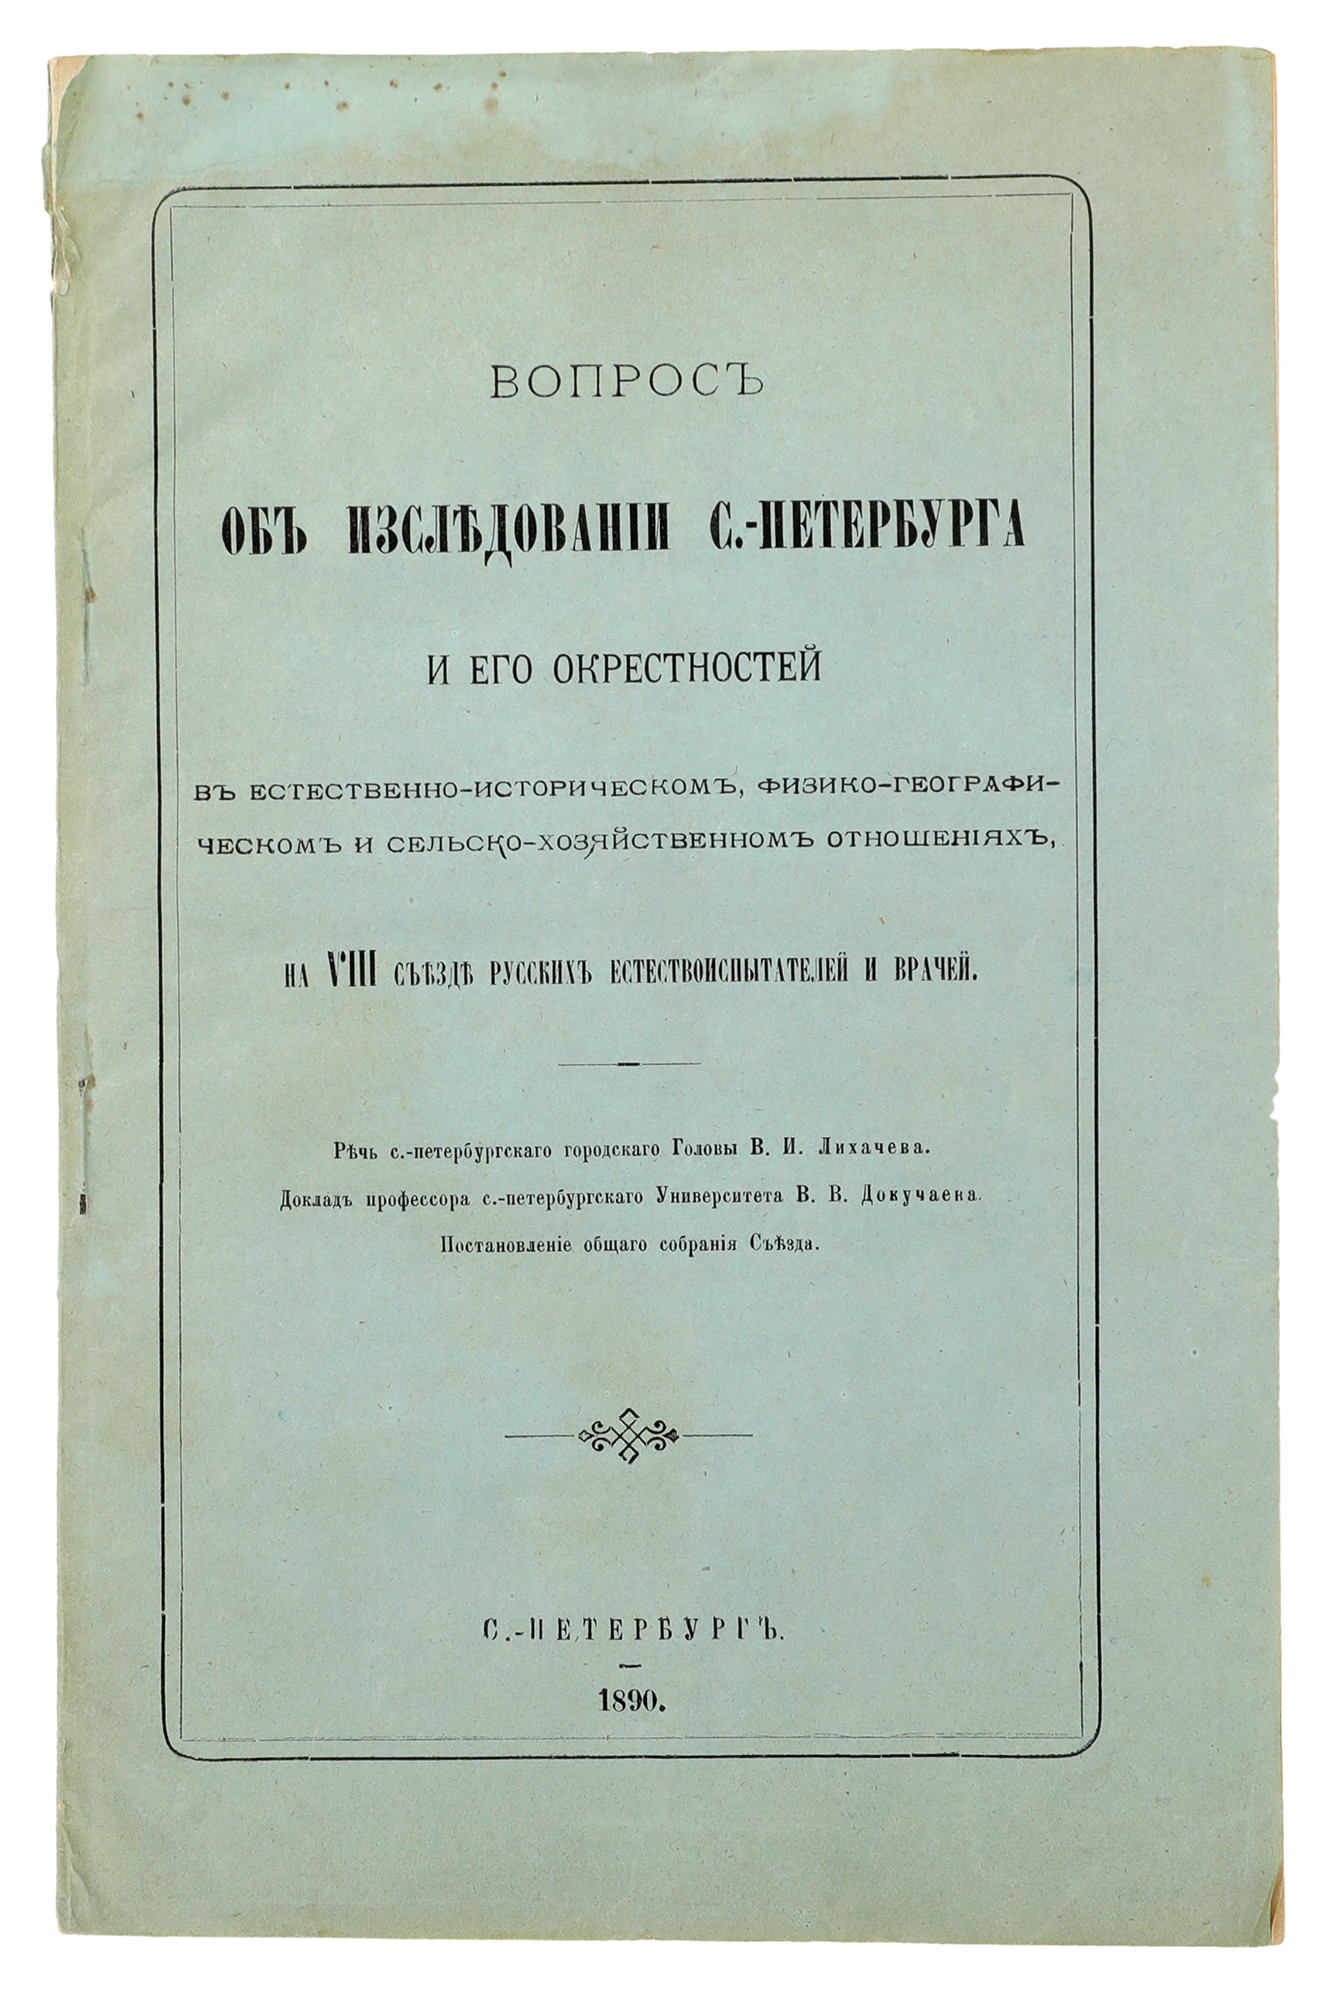 ВОПРОСЪ
ОБЪ ИЗСЛѢДОВАНІИ С.-ПЕТЕРБУРГА
И ЕГО ОКРЕСТНОСТЕЙ
ВЪ ЕСТЕСТВЕННО-ИСТОРИЧЕСКОМЪ, ФИЗИКО-ГЕОГРАФИ-
ЧЕСКОМЪ И СЕЛЬСКО-ХОЗЯЙСТВЕННОМЪ ОТНОШЕНІЯХЪ,
НА VIII СЪѢЗДѢ РУССКИХЪ ЕСТЕСТВОИСПЫТАТЕЛЕЙ И ВРАЧЕЙ.
Рѣчь с.-петербургскаго городскаго Головы В. И. Лихачева.
Докладъ профессора с.-петербургскаго Университета В. В. Докучаева.
Постановленіе общаго собранія Съѣзда.
С.-ПЕТЕРБУРГЪ.
1890.